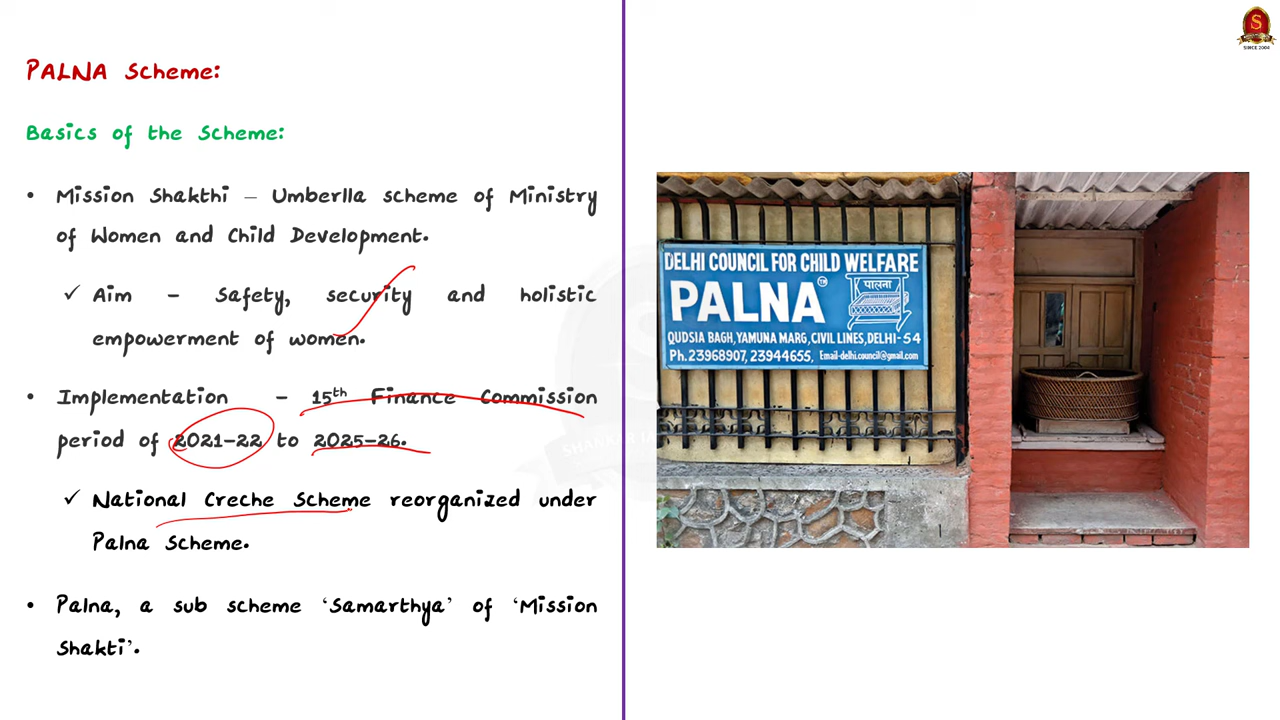 SINCE 2004
PALNA Scheme:
Basics of the Scheme:
• Mission Shakthi – Umberlla scheme of Ministry
of Women and Child Development.
✓ Aim – Safety, security and holistic
empowerment of women.
• Implementation – 15th Finance Commission
period of 2021-22 to 2025-26.
✓ National Creche Scheme reorganized under
Palna Scheme.
• Palna, a sub scheme ‘Samarthya’ of ‘Mission
Shakti’.
DELHI COUNCIL FOR CHILD WELFARE
PALNA TM
पालना
QUDSIA BAGH, YAMUNA MARG, CIVIL LINES, DELHI-54
Ph. 23968907, 23944655, Email-delhi.council@gmail.com